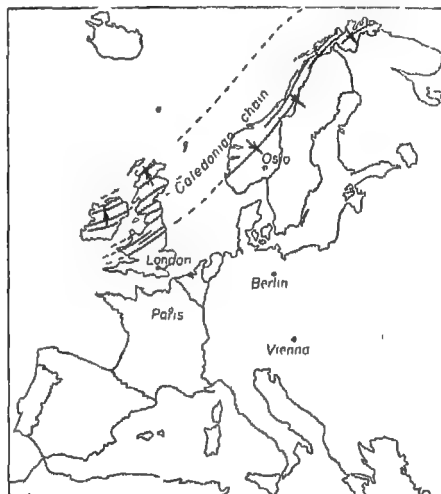 Caledonian chain
Oslo
London
Berlin
Paris
Vienna